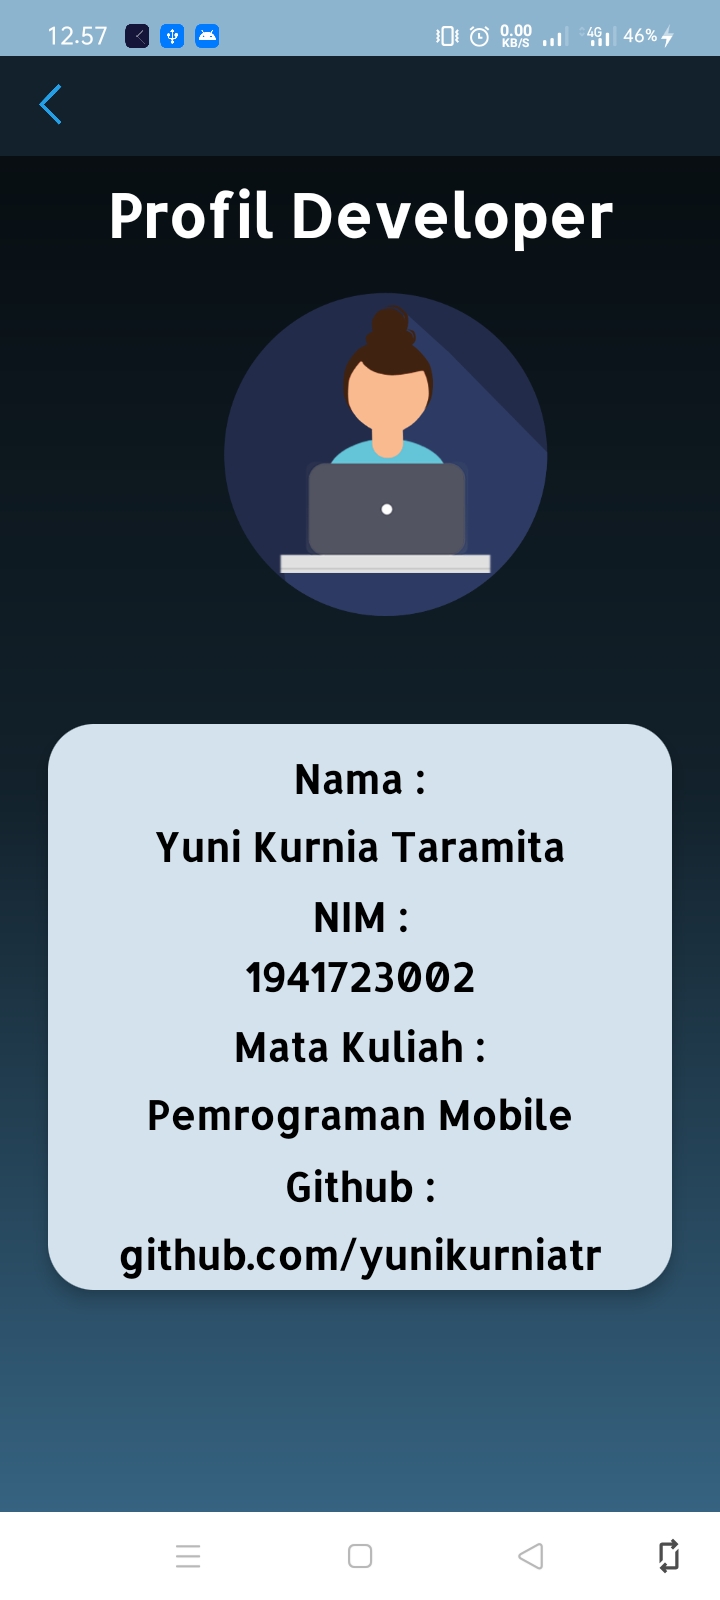 12.57
0.00
KB/S
4G
46%
Profil Developer
Nama :
Yuni Kurnia Taramita
NIM :
1941723002
Mata Kuliah :
Pemrograman Mobile
Github :
github.com/yunikurniatr